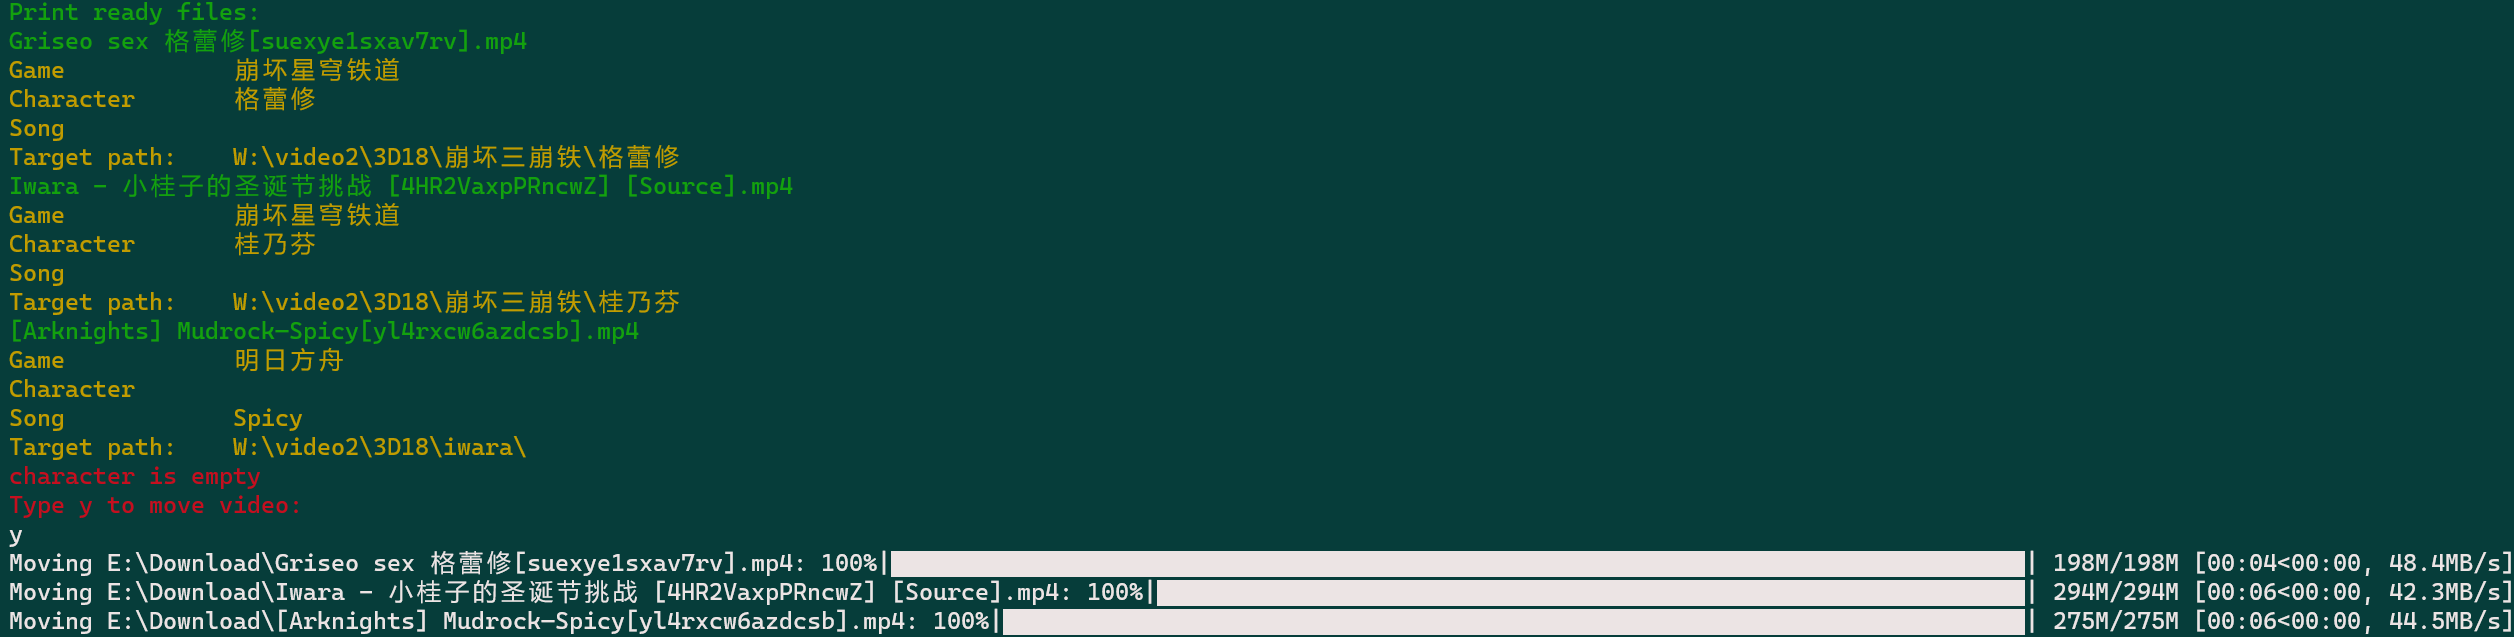 Print ready files:
Griseo sex 格蕾修[suexye1sxav7rv].mp4
Game 崩坏星穹铁道
Character 格蕾修
Song
Target path: W:\video2\3D18\崩坏三崩铁\格蕾修
Iwara - 小桂子的圣诞节挑战 [4HR2VaxpPRncwZ] [Source].mp4
Game 崩坏星穹铁道
Character 桂乃芬
Song
Target path: W:\video2\3D18\崩坏三崩铁\桂乃芬
[Arknights] Mudrock-Spicy[yl4rxcw6azdcsb].mp4
Game 明日方舟
Character
Song Spicy
Target path: W:\video2\3D18\iwara\
character is empty
Type y to move video:
y
Moving E:\Download\Griseo sex 格蕾修[suexye1sxav7rv].mp4: 100%| | 198M/198M [00:04<00:00, 48.4MB/s]
Moving E:\Download\Iwara - 小桂子的圣诞节挑战 [4HR2VaxpPRncwZ] [Source].mp4: 100%| | 294M/294M [00:06<00:00, 42.3MB/s]
Moving E:\Download\[Arknights] Mudrock-Spicy[yl4rxcw6azdcsb].mp4: 100%| | 275M/275M [00:06<00:00, 44.5MB/s]